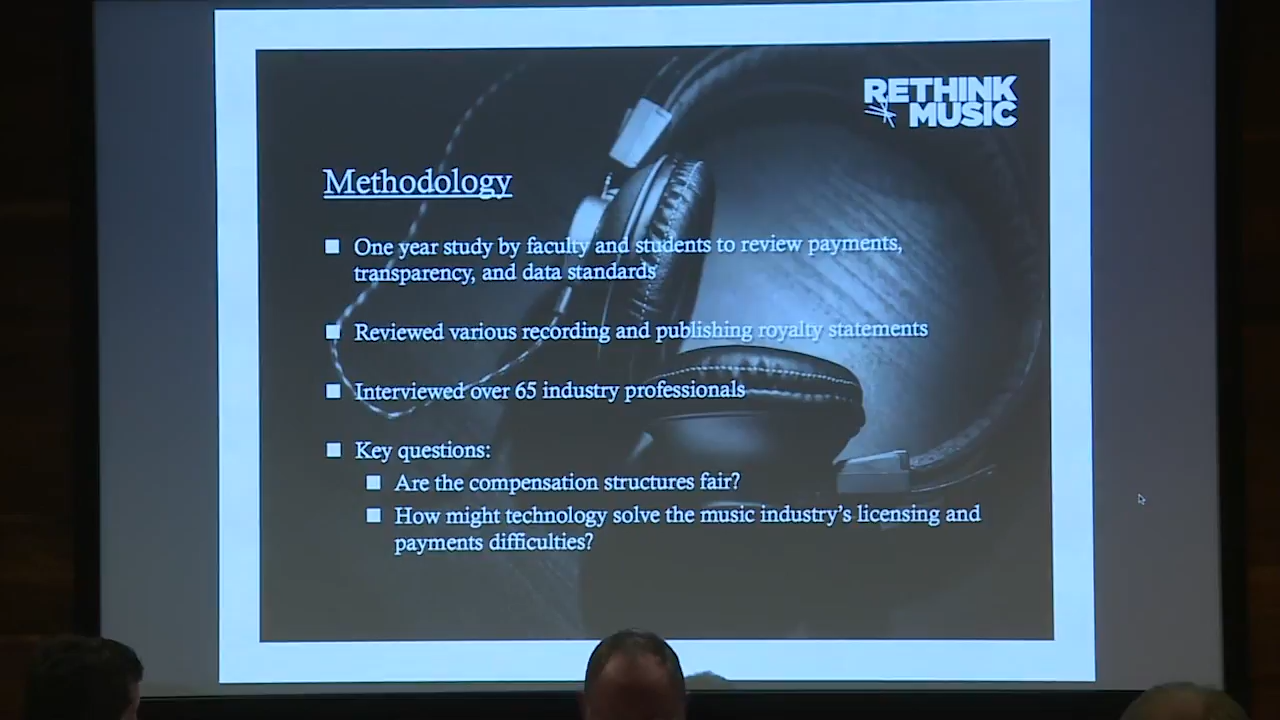 RETHINK
MUSIC
Methodology
One year study by faculty and students to review payments,
transparency, and data standards
Reviewed various recording and publishing royalty statements
Interviewed over 65 industry professionals
Key questions:
Are the compensation structures fair?
How might technology solve the music industry's licensing and
payments difficulties?